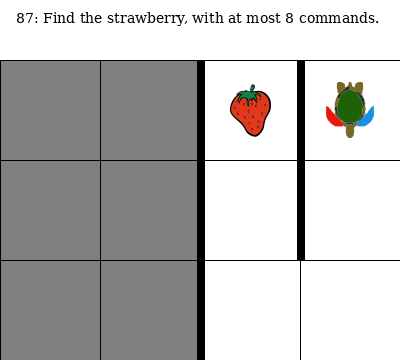 87: Find the strawberry, with at most 8 commands.